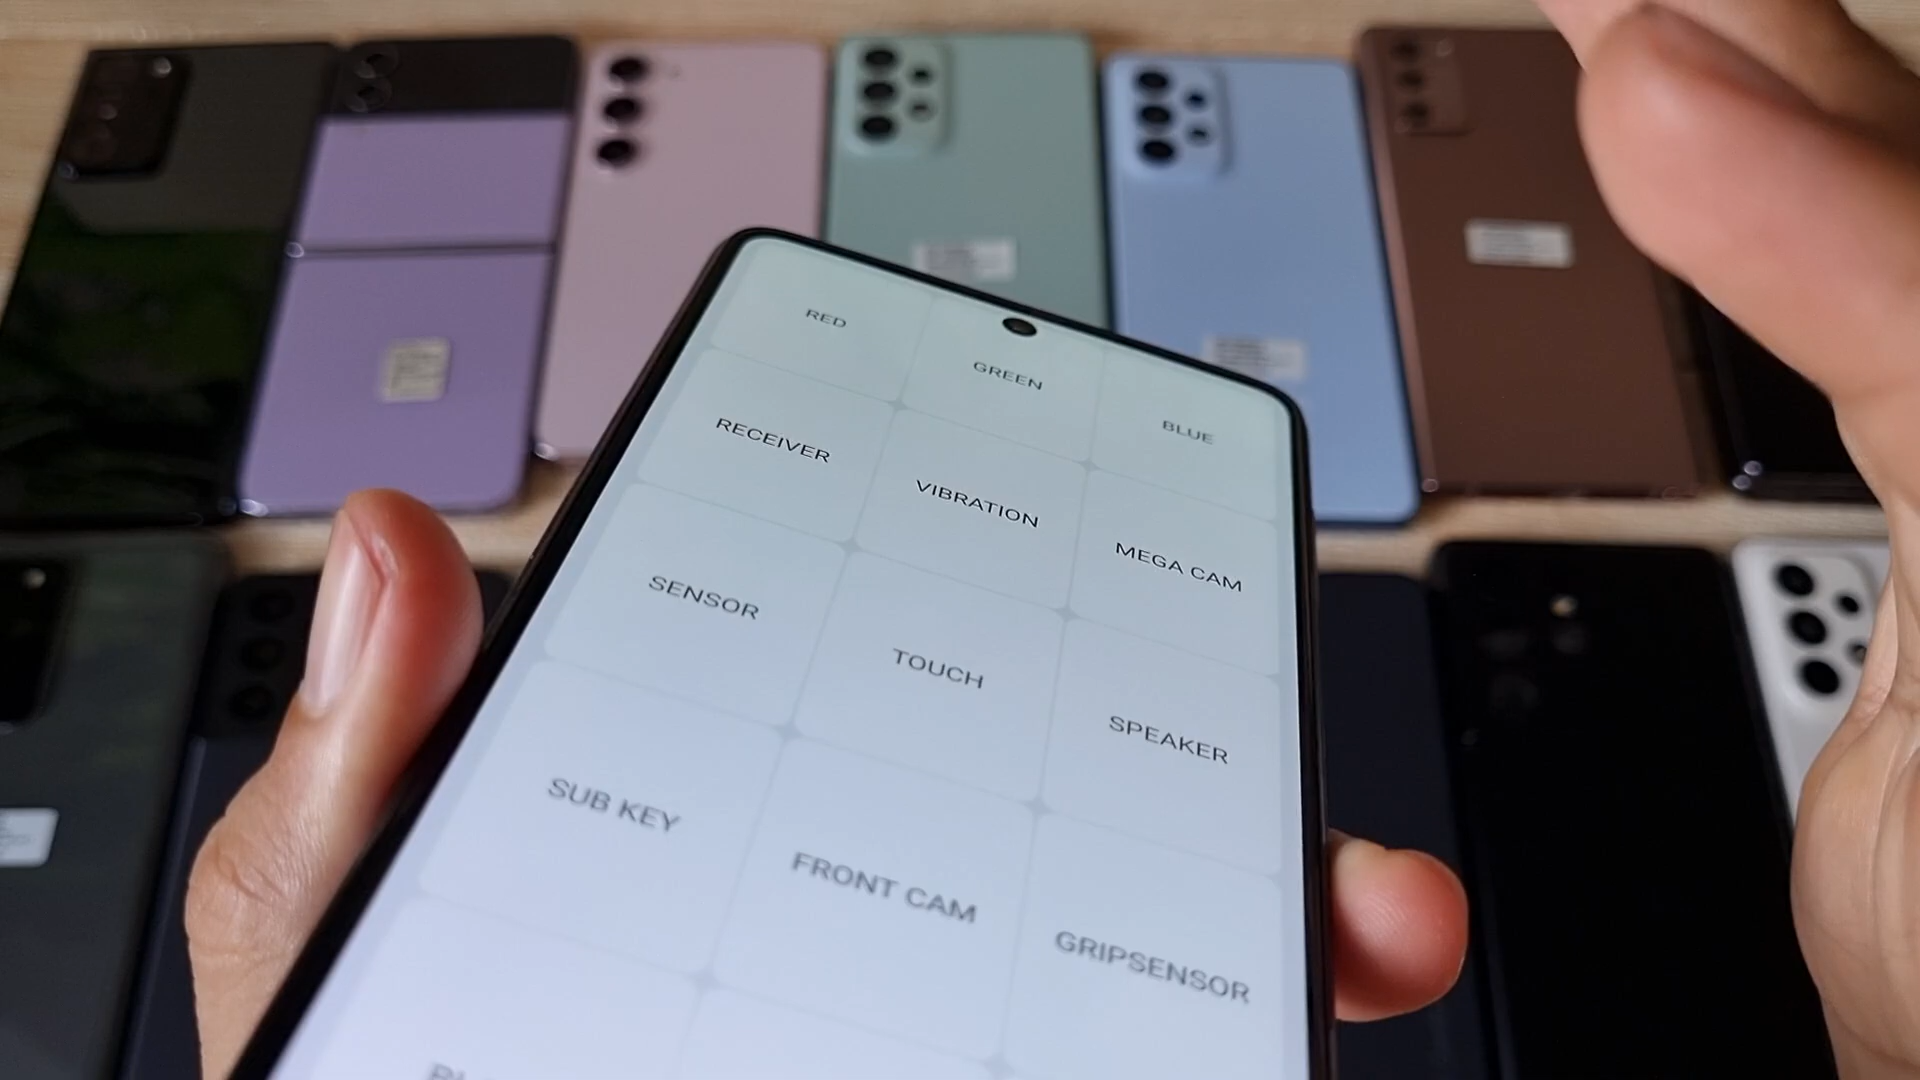 RED
GREEN
BLUE
RECEIVER
VIBRATION
MEGA CAM
SENSOR
TOUCH
SPEAKER
SUB KEY
FRONT CAM
GRIPSENSOR